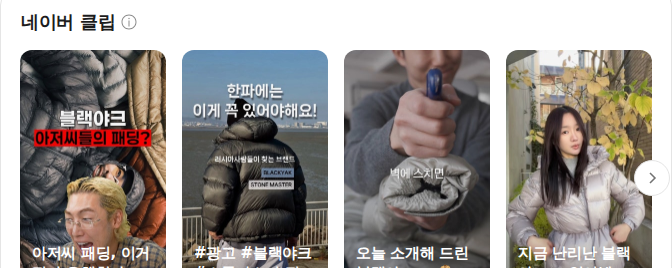 네이버 클립
블랙야크
아저씨들의 패딩?
아저씨 패딩, 이거
한파에는
이게 꼭 있어야해요!
러시아사람들이 찾는 브랜드
BLACKYAK
STONE MASTER
#광고 #블랙야크
벽에 스치면
오늘 소개해 드린
지금 난리난 블랙